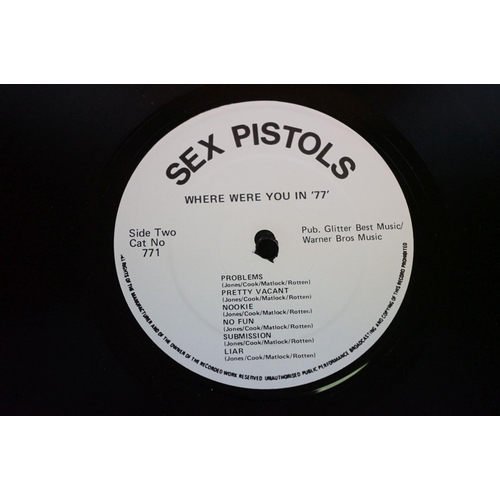 SEX PISTOLS
WHERE WERE YOU IN '77'
Side Two
Cat No
771
Pub. Glitter Best Music/
Warner Bros Music
PROBLEMS
(Jones/Cook/Matlock/Rotten)
PRETTY VACANT
(Jones/Cook/Matlock/Rotten)
NOOKIE
(Jones/Cook/Matlock/Rotten)
NO FUN
(Jones/Cook/Matlock/Rotten)
SUBMISSION
(Jones/Cook/Matlock/Rotten)
LIAR
(Jones/Cook/Matlock/Rotten)
ALL RIGHTS OF THE MANUFACTURER AND OF THE OWNER OF THE RECORDED WORK RESERVED UNAUTHORISED PUBLIC PERFORMANCE BROADCASTING AND COPYING OF THIS RECORD PROHIBITED